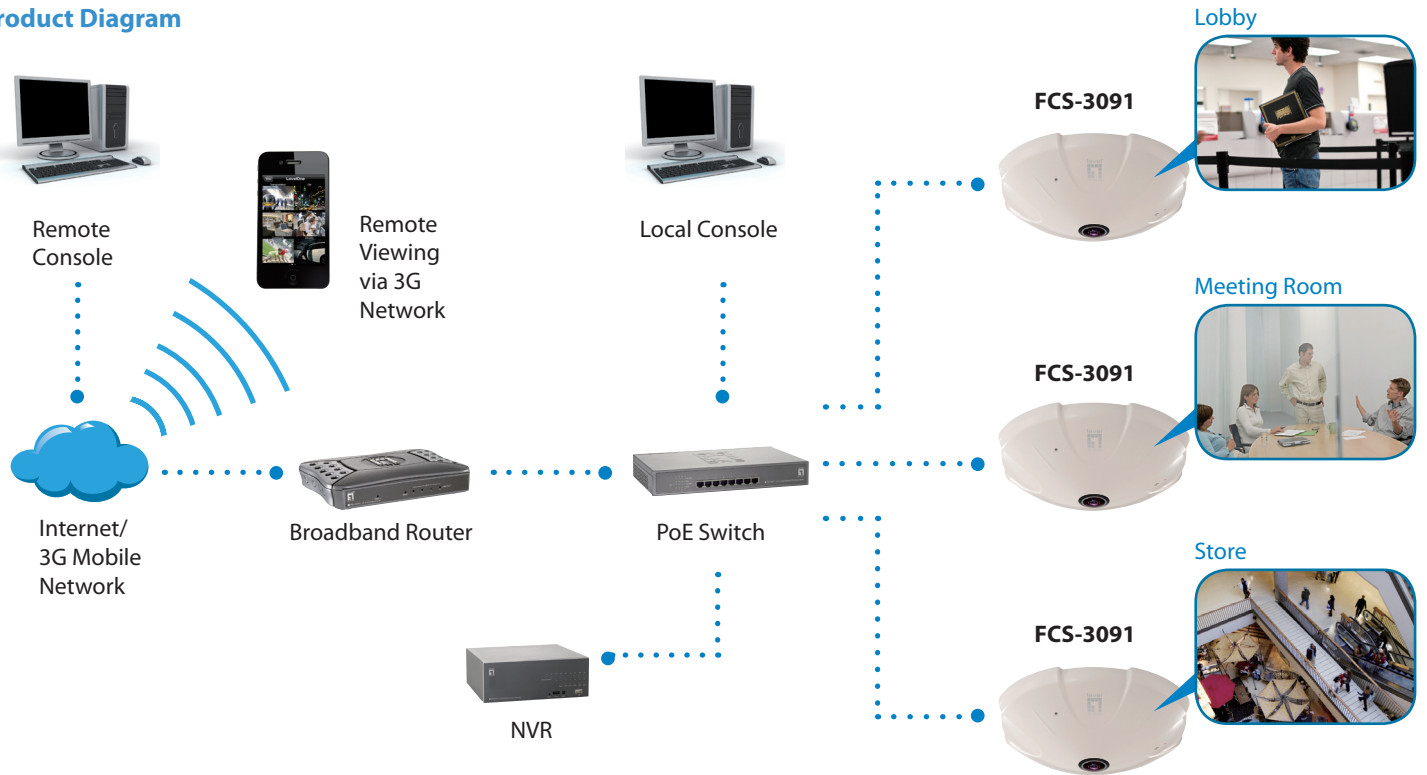 roduct Diagram
Lobby
FCS-3091
Remote
Console
LevelOne
Remote
Viewing
via 3G
Network
Local Console
Meeting Room
FCS-3091
Internet/
3G Mobile
Network
Broadband Router
PoE Switch
Store
FCS-3091
NVR